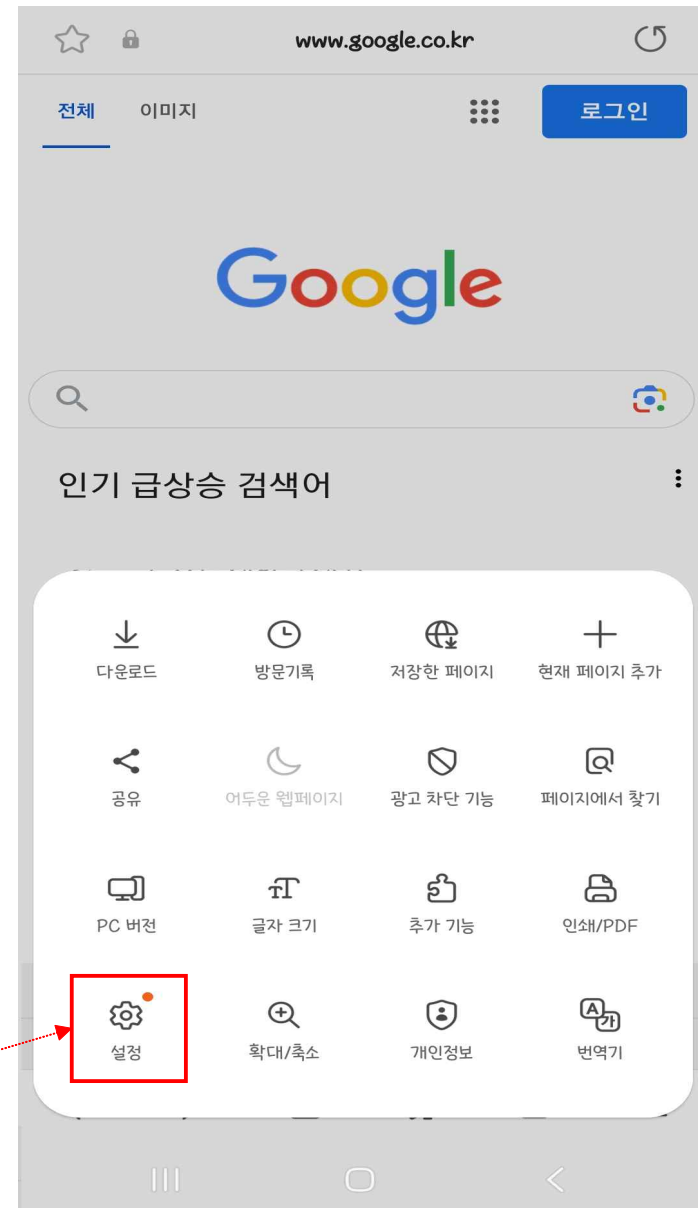 www.google.co.kr
전체 이미지 로그인
Google
인기 급상승 검색어
다운로드 방문기록 저장한 페이지 현재 페이지 추가
공유 어두운 웹페이지 광고 차단 기능 페이지에서 찾기
PC 버전 글자 크기 추가 기능 인쇄/PDF
설정 확대/축소 개인정보 번역기